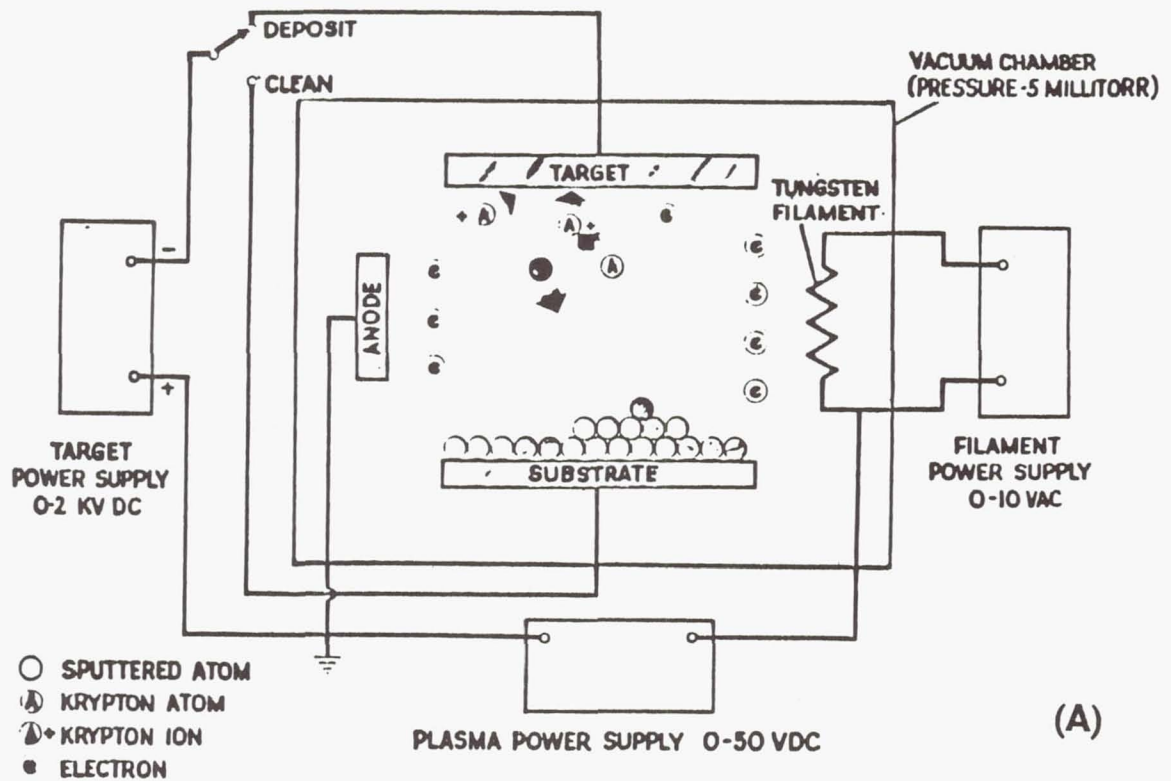 DEPOSIT
CLEAN
VACUUM CHAMBER
(PRESSURE-5 MILLITORR)
TARGET
TUNGSTEN
FILAMENT
+ A
A +
e
A
−
+
ANODE
e
e
e
e
e
e
e
SUBSTRATE
TARGET
POWER SUPPLY
0-2 KV DC
FILAMENT
POWER SUPPLY
0-10 VAC
SPUTTERED ATOM
A KRYPTON ATOM
A+ KRYPTON ION
e ELECTRON
PLASMA POWER SUPPLY 0-50 VDC
(A)